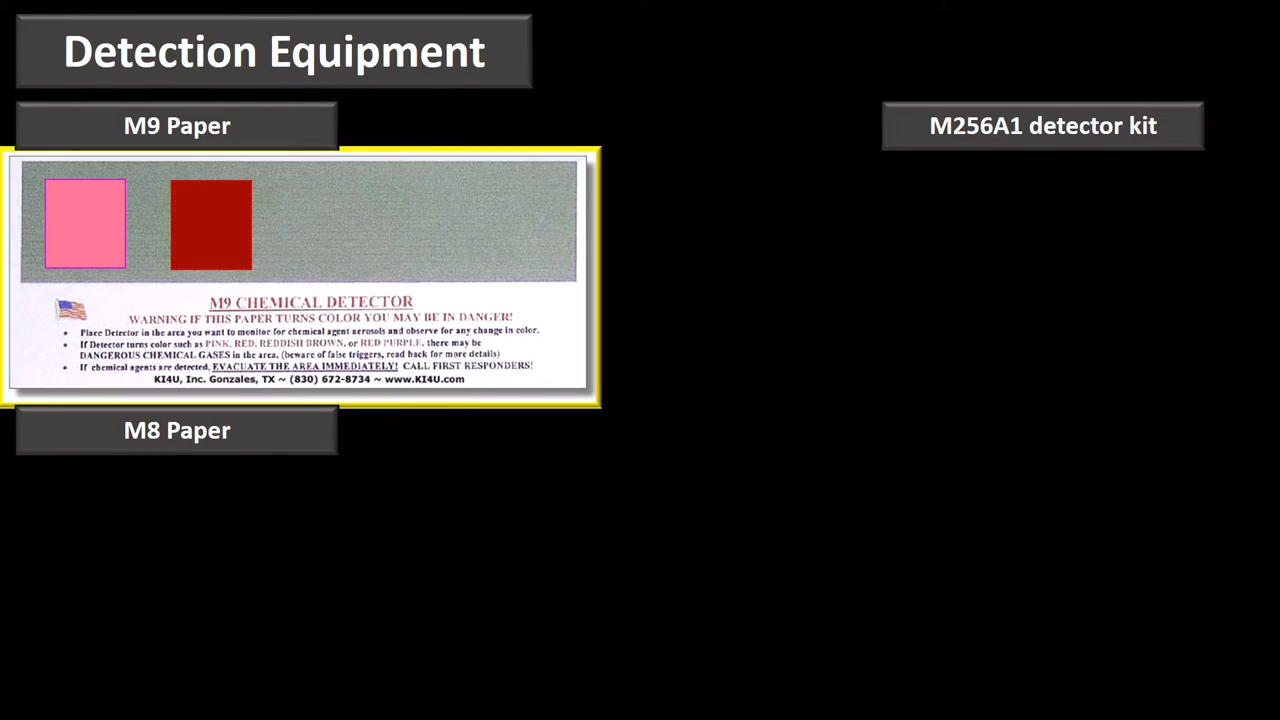 Detection Equipment
M9 Paper
M256A1 detector kit
M9 CHEMICAL DETECTOR
WARNING IF THIS PAPER TURNS COLOR YOU MAY BE IN DANGER!
• Place Detector in the area you want to monitor for chemical agent aerosols and observe for any change in color.
• If Detector turns color such as PINK, RED, REDDISH BROWN, or RED PURPLE, there may be
DANGEROUS CHEMICAL GASES in the area. (beware of false triggers, read back for more details)
• If chemical agents are detected, EVACUATE THE AREA IMMEDIATELY! CALL FIRST RESPONDERS!
KI4U, Inc. Gonzales, TX ~ (830) 672-8734 ~ www.KI4U.com
M8 Paper